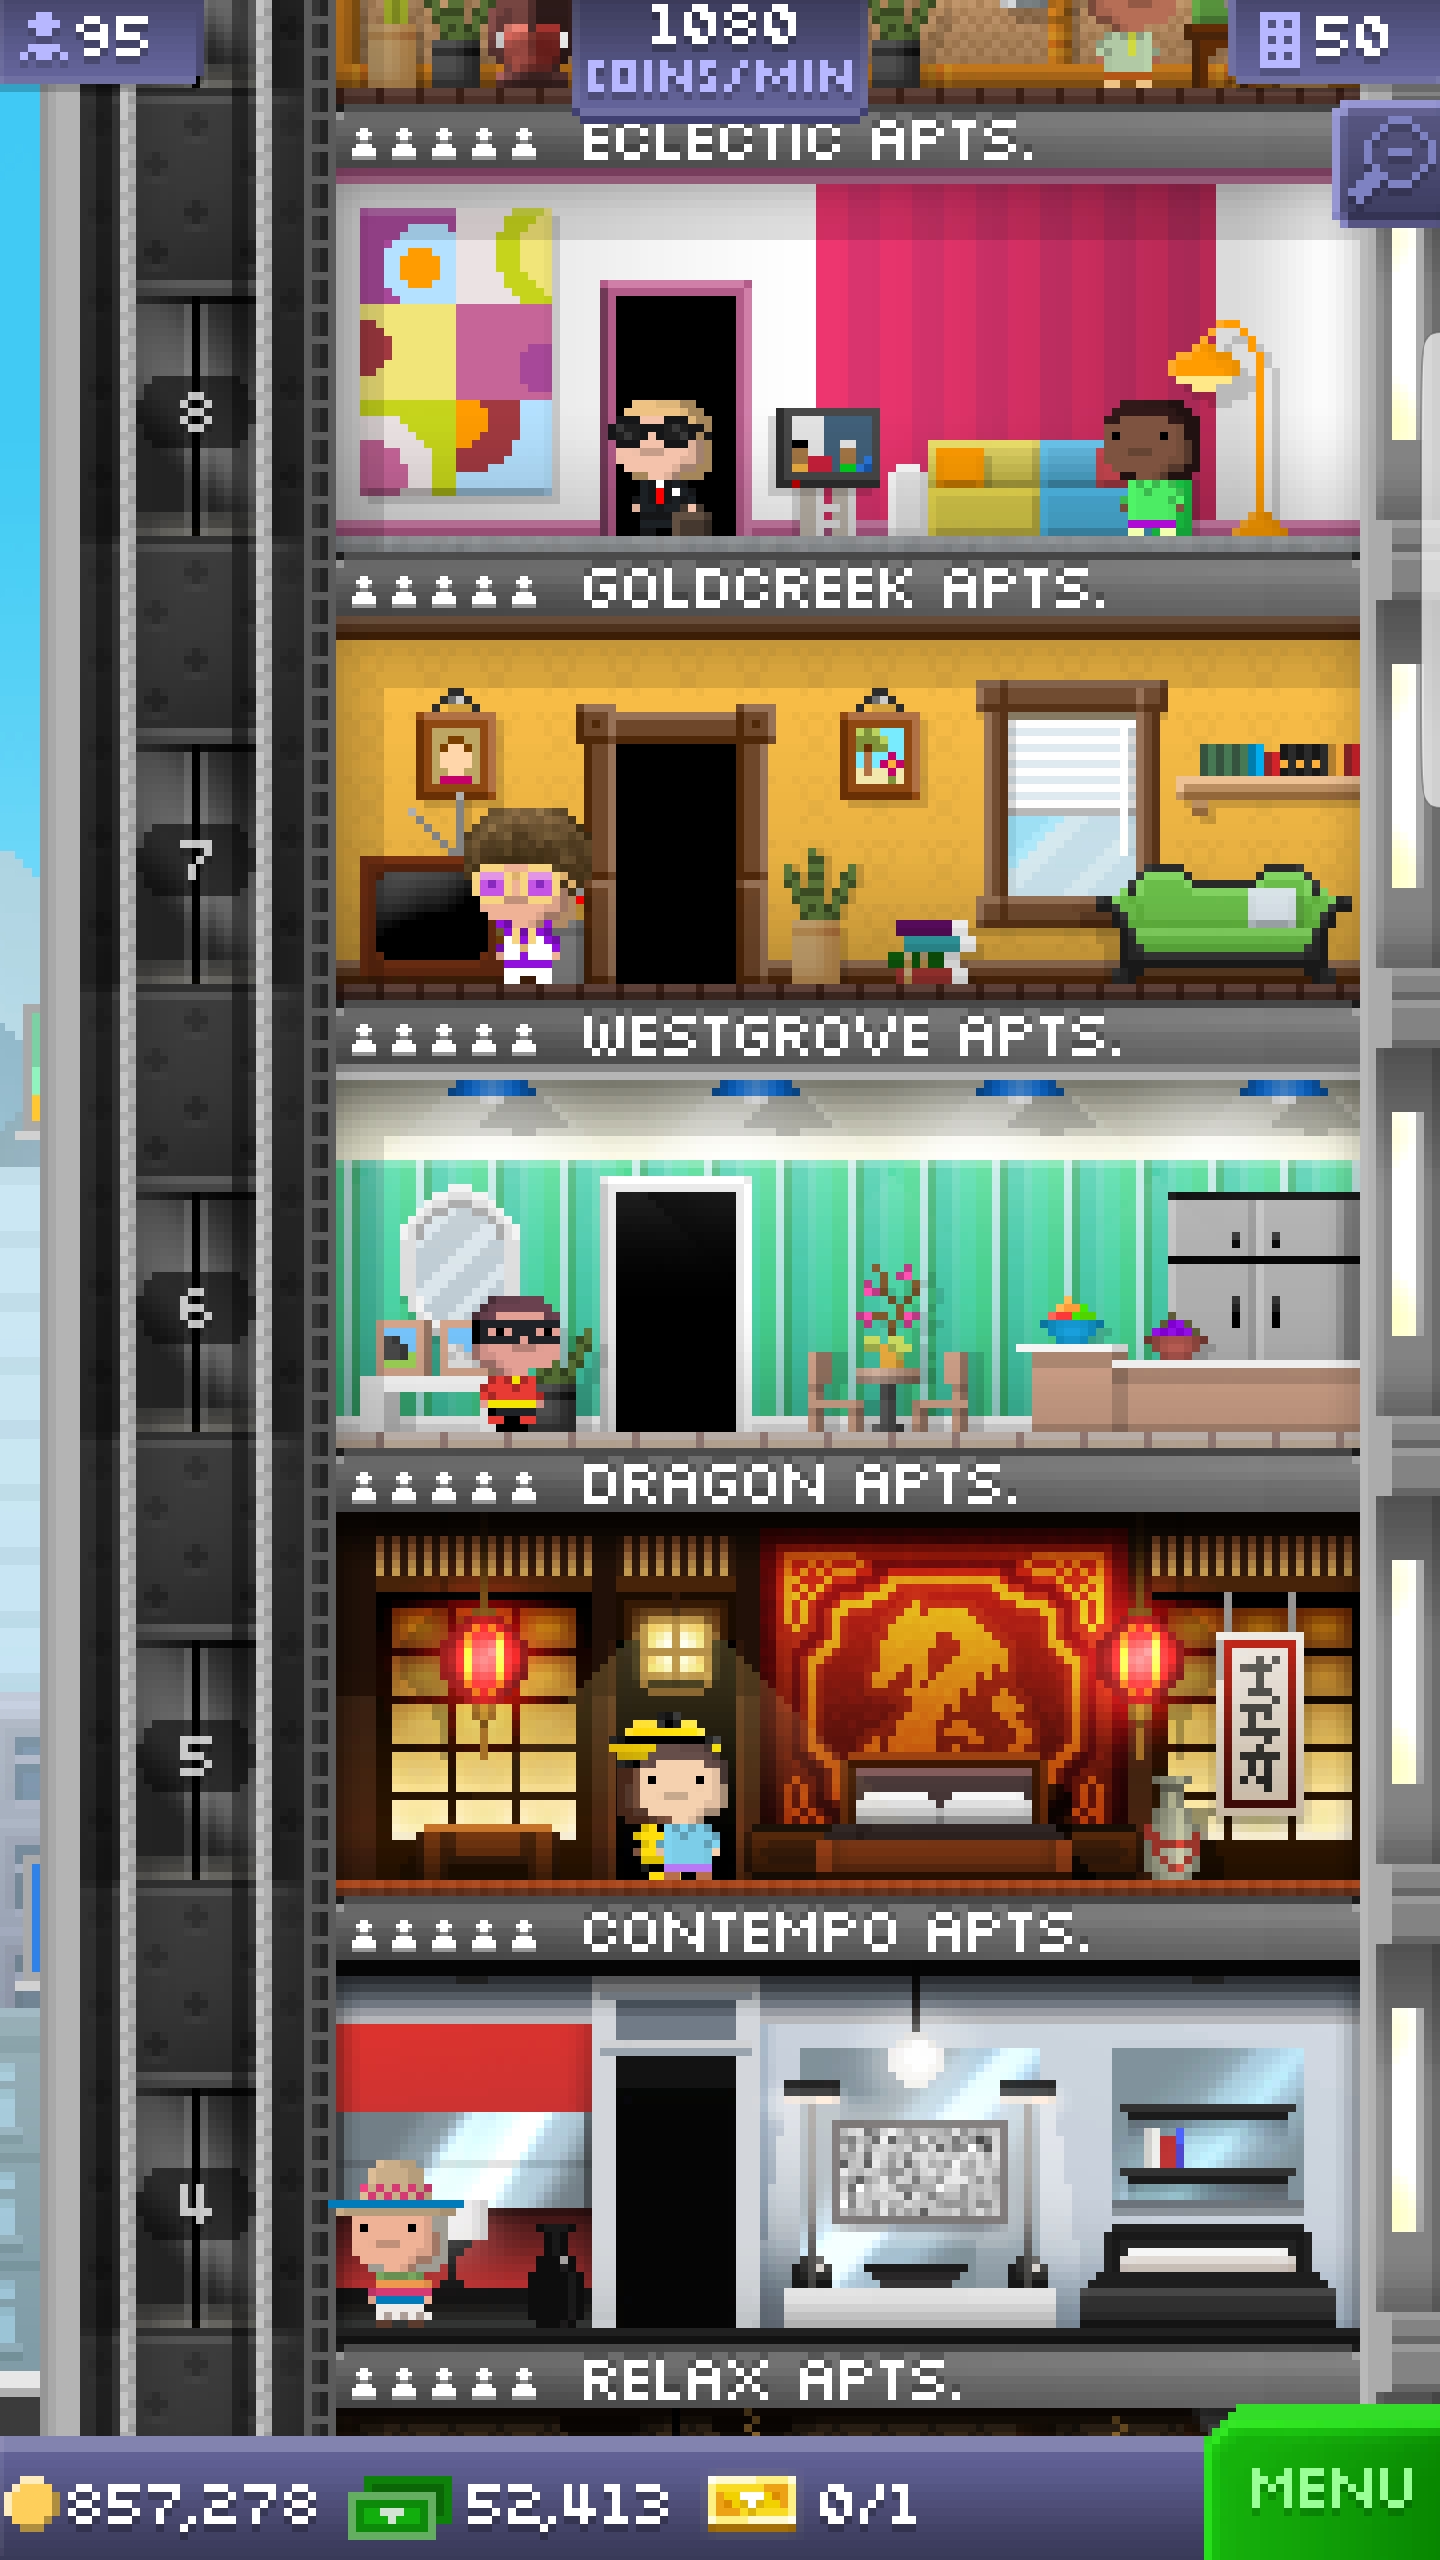 95
1080
COINS/MIN
50
ECLECTIC APTS.
8
GOLDCREEK APTS.
7
WESTGROVE APTS.
6
DRAGON APTS.
5
CONTEMPO APTS.
4
RELAX APTS.
857,278
52,413
0/1
MENU